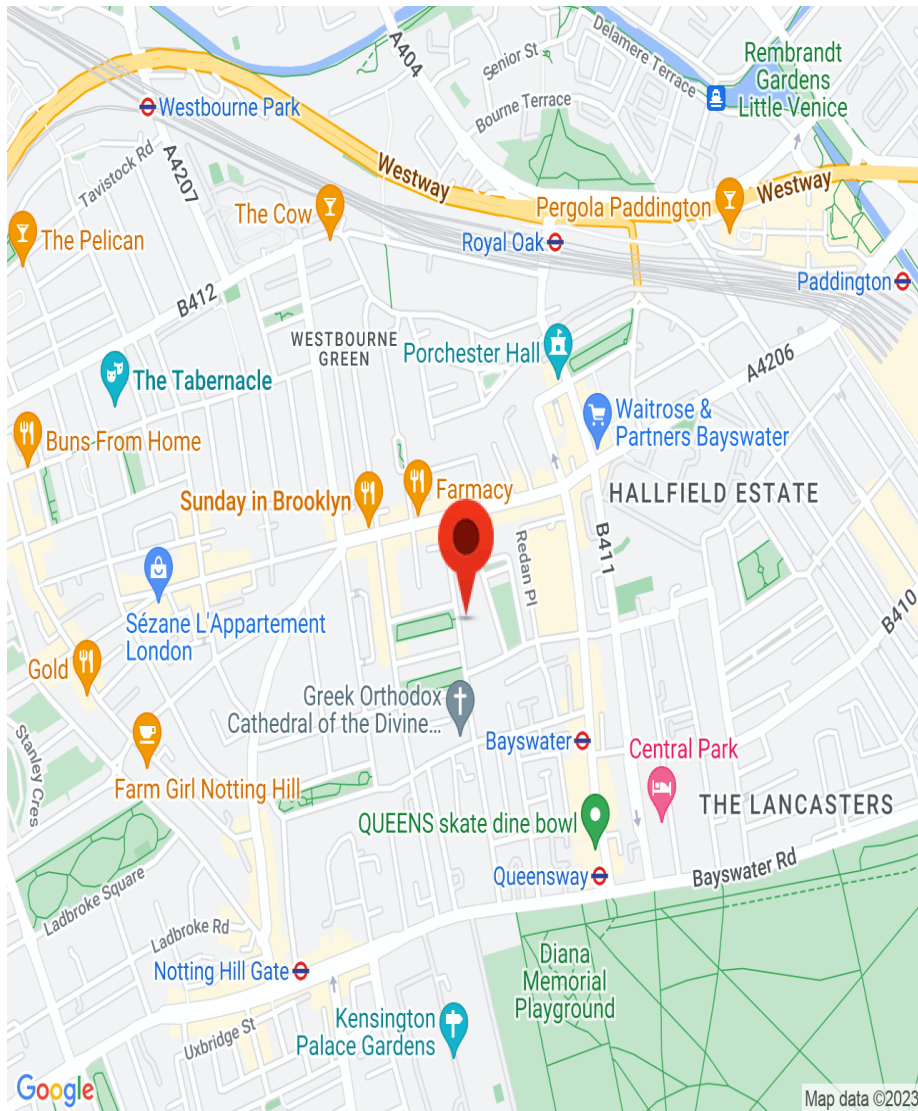 A404
Senior St
Delamere Terrace
Rembrandt
Gardens
Little Venice
Westbourne Park
Bourne Terrace
A4207
Tavistock Rd
Westway
Westway
The Cow
Pergola Paddington
The Pelican
Royal Oak
Paddington
B412
WESTBOURNE
GREEN
Porchester Hall
A4206
The Tabernacle
Waitrose &
Partners Bayswater
Buns From Home
Sunday in Brooklyn
Farmacy
HALLFIELD ESTATE
Redan Pl
B411
B410
Sézane L'Appartement
London
Gold
Greek Orthodox
Cathedral of the Divine...
Stanley Cres
Bayswater
Central Park
Farm Girl Notting Hill
THE LANCASTERS
QUEENS skate dine bowl
Queensway
Bayswater Rd
Ladbroke Square
Ladbroke Rd
Notting Hill Gate
Diana
Memorial
Playground
Kensington
Palace Gardens
Uxbridge St
Google
Map data ©2023